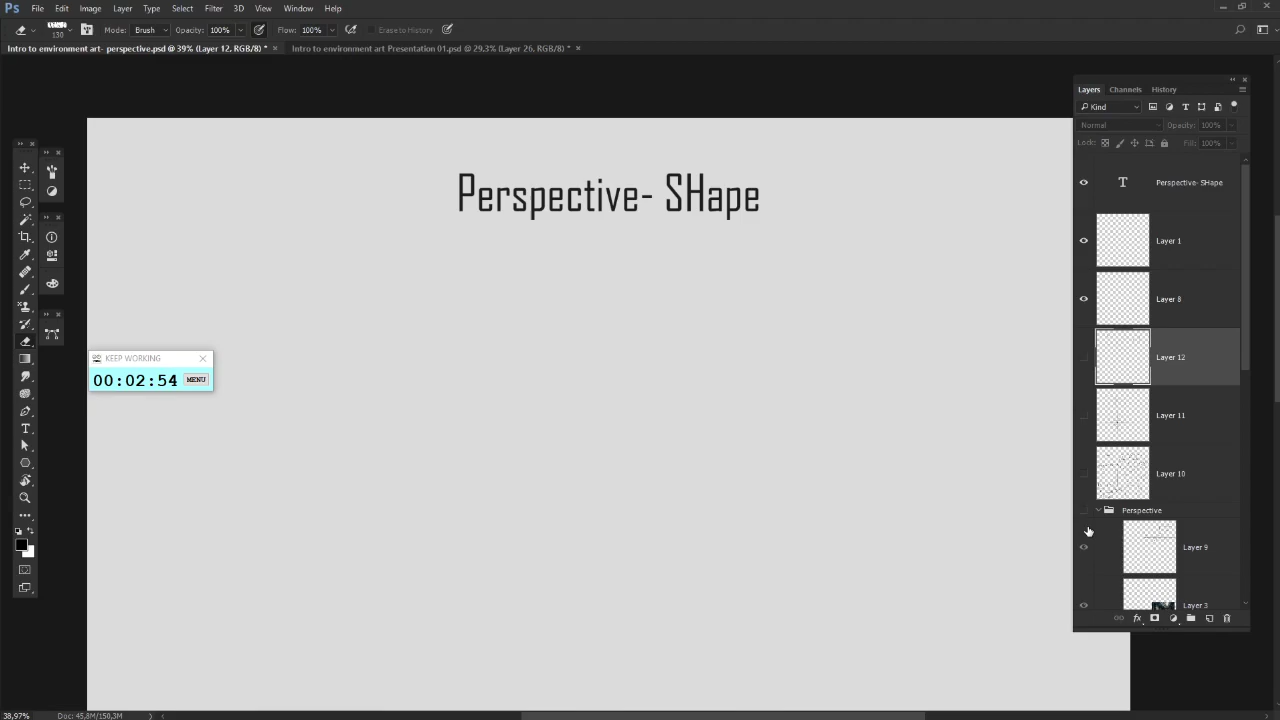 Ps File Edit Image Layer Type Select Filter 3D View Window Help
130 Mode: Brush Opacity: 100% Flow: 100% Erase to History
Intro to environment art- perspective.psd @ 39% (Layer 12, RGB/8) * × Intro to environment art Presentation 01.psd @ 29,3% (Layer 26, RGB/8) * ×
Layers Channels History
Kind
Normal Opacity: 100%
Lock: Fill: 100%
T Perspective- SHape
Perspective- SHape
Layer 1
Layer 8
KEEP WORKING
00:02:54 MENU
Layer 12
Layer 11
Layer 10
Perspective
Layer 9
Layer 3
fx
38,97% Doc: 45,8M/150,3M